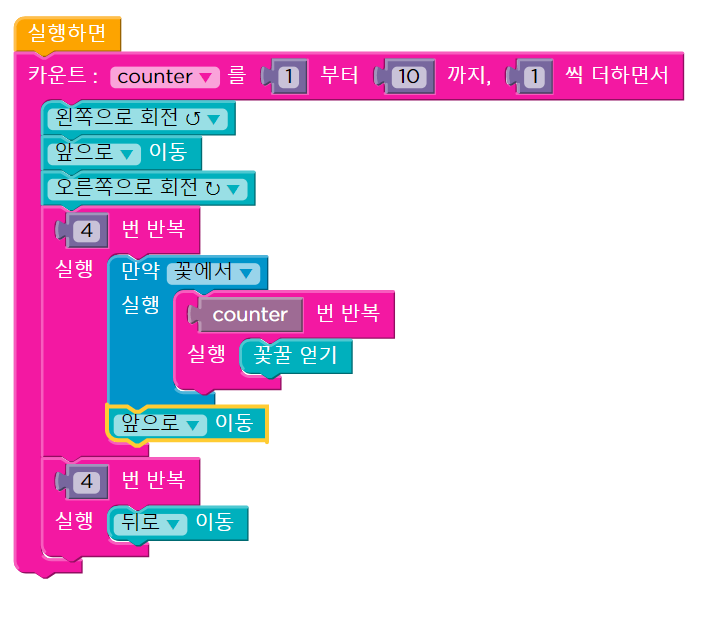 실행하면
카운트 : counter ▼ 를 1 부터 10 까지, 1 씩 더하면서
왼쪽으로 회전 ↺ ▼
앞으로 ▼ 이동
오른쪽으로 회전 ↻ ▼
4 번 반복
실행 만약 꽃에서 ▼
실행 counter 번 반복
실행 꽃꿀 얻기
앞으로 ▼ 이동
4 번 반복
실행 뒤로 ▼ 이동